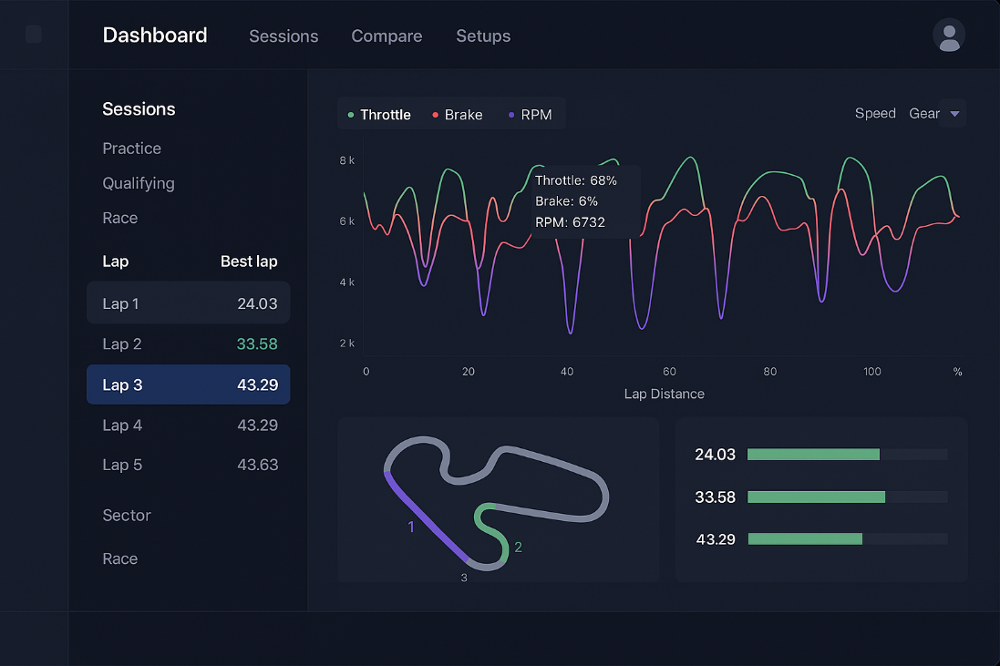 Dashboard Sessions Compare Setups
Sessions
Practice
Qualifying
Race
Lap Best lap
Lap 1 24.03
Lap 2 33.58
Lap 3 43.29
Lap 4 43.29
Lap 5 43.63
Sector
Race
Throttle Brake RPM
Speed Gear
8 k
6 k
4 k
2 k
Throttle: 68%
Brake: 6%
RPM: 6732
0 20 40 60 80 100 %
Lap Distance
1
2
3
24.03
33.58
43.29